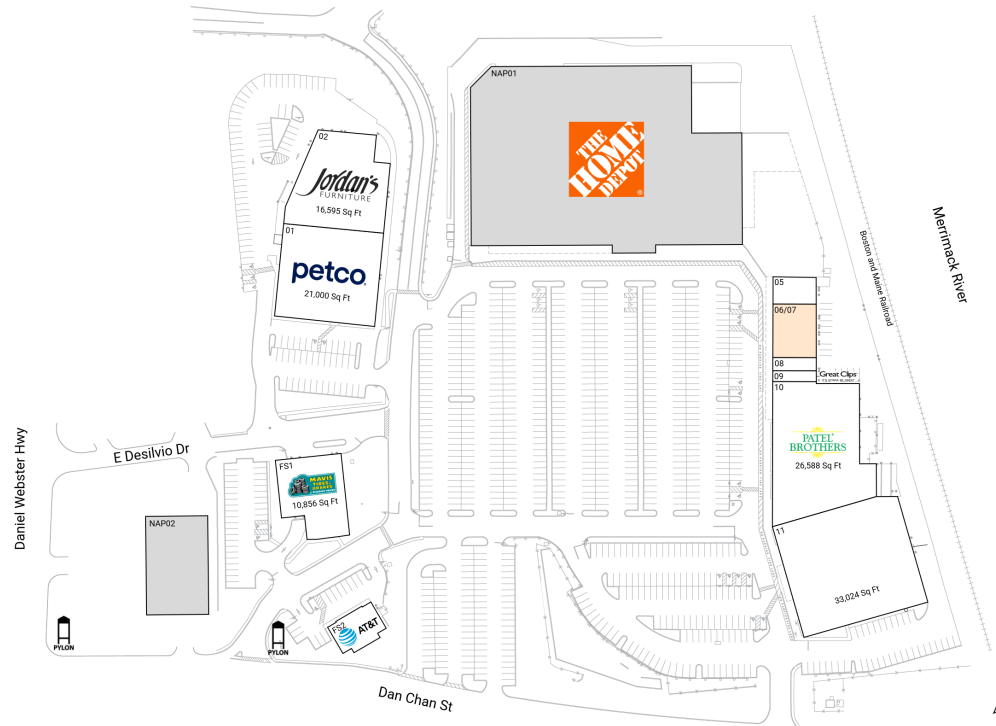 NAP01
THE
HOME
DEPOT
02
Jordan's
FURNITURE
16,595 Sq Ft
01
petco
21,000 Sq Ft
Merrimack River
Boston and Maine Railroad
05
06/07
08
09
Great Clips
10
PATEL
BROTHERS
26,588 Sq Ft
Daniel Webster Hwy
E Desilvio Dr
FS1
MAVIS
TIRES &
BRAKES
10,856 Sq Ft
NAP02
11
33,024 Sq Ft
FS2
AT&T
PYLON
PYLON
Dan Chan St
A